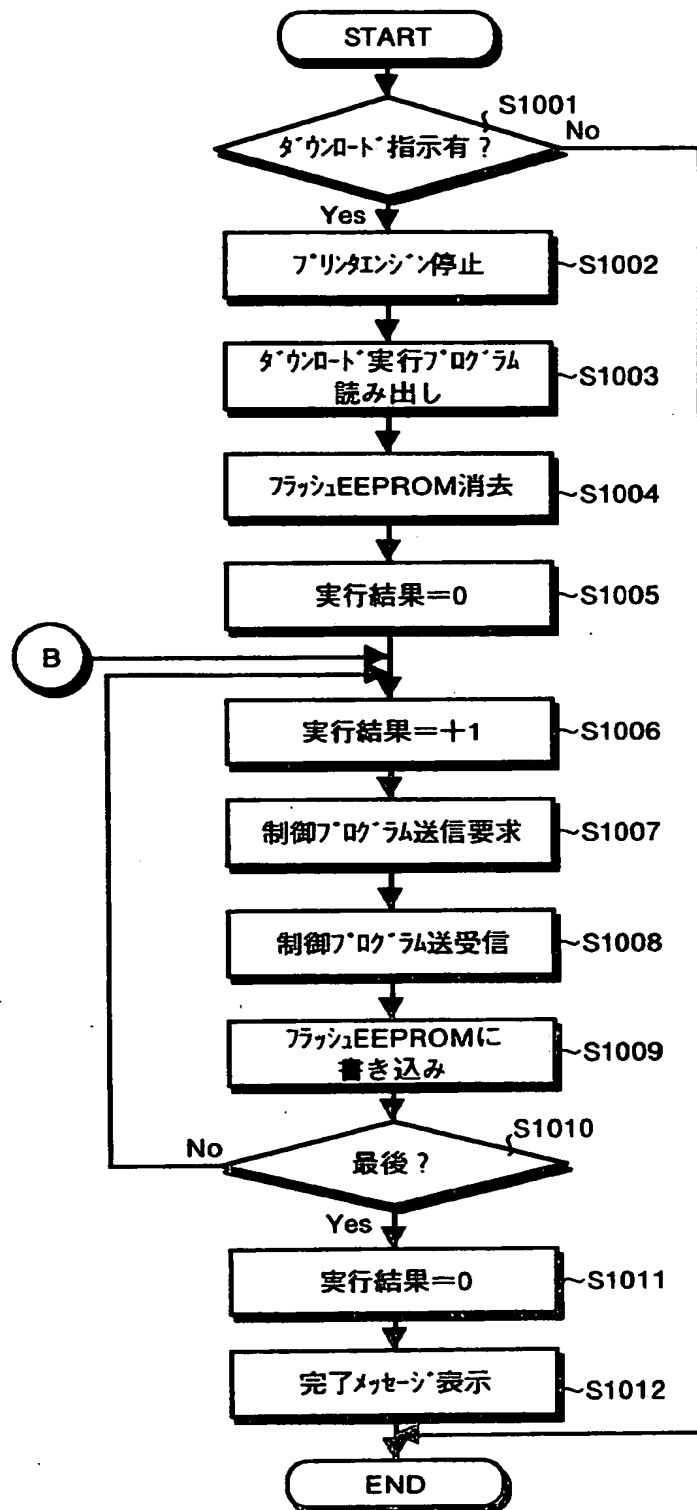 START
S1001
ﾀﾞｳﾝﾛｰﾄﾞ指示有？
No
Yes
ﾌﾟﾘﾝﾀｴﾝｼﾞﾝ停止
~S1002
ﾀﾞｳﾝﾛｰﾄﾞ実行ﾌﾟﾛｸﾞﾗﾑ
読み出し
~S1003
ﾌﾗｯｼｭEEPROM消去
~S1004
実行結果＝0
~S1005
B
実行結果＝＋1
~S1006
制御ﾌﾟﾛｸﾞﾗﾑ送信要求
~S1007
制御ﾌﾟﾛｸﾞﾗﾑ送受信
~S1008
ﾌﾗｯｼｭEEPROMに
書き込み
~S1009
S1010
No
最後？
Yes
実行結果＝0
~S1011
完了ﾒｯｾｰｼﾞ表示
~S1012
END